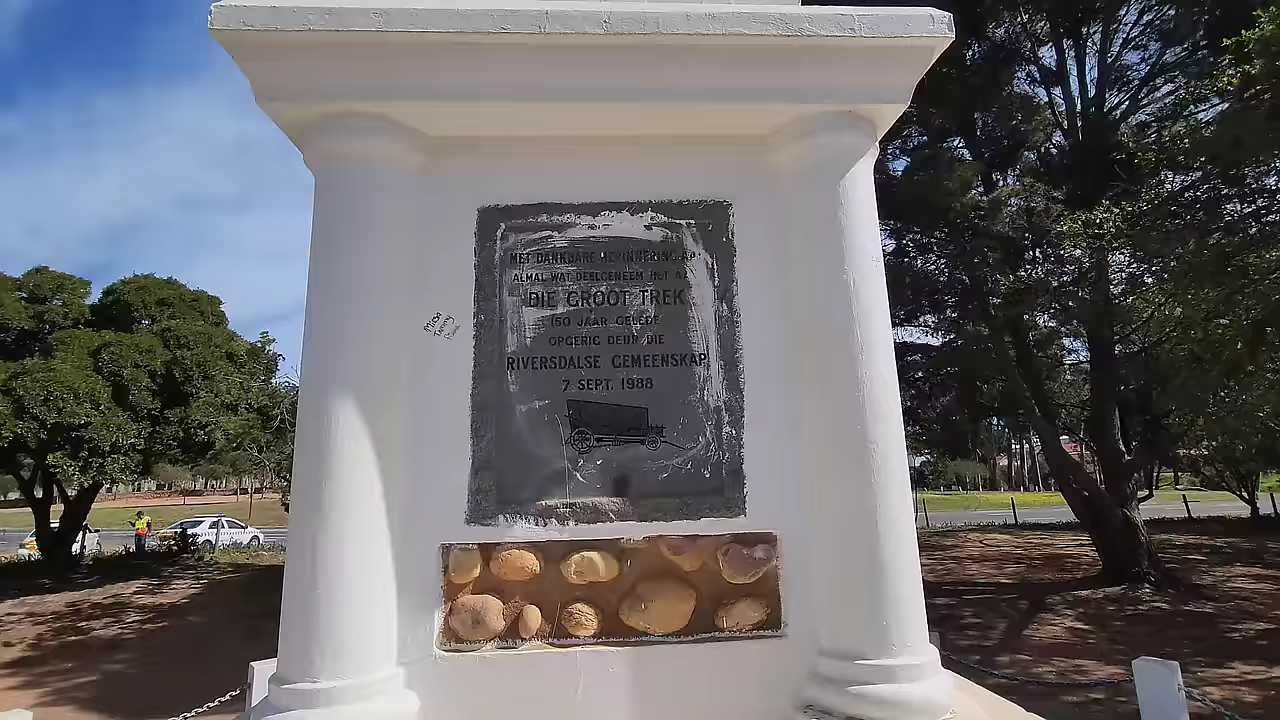 MET DANKBARE HERINNERING AAN
ALMAL WAT DEELGENEEM HET AAN
DIE GROOT TREK
150 JAAR GELEDE
OPGERIG DEUR DIE
RIVERSDALSE GEMEENSKAP
7 SEPT. 1988